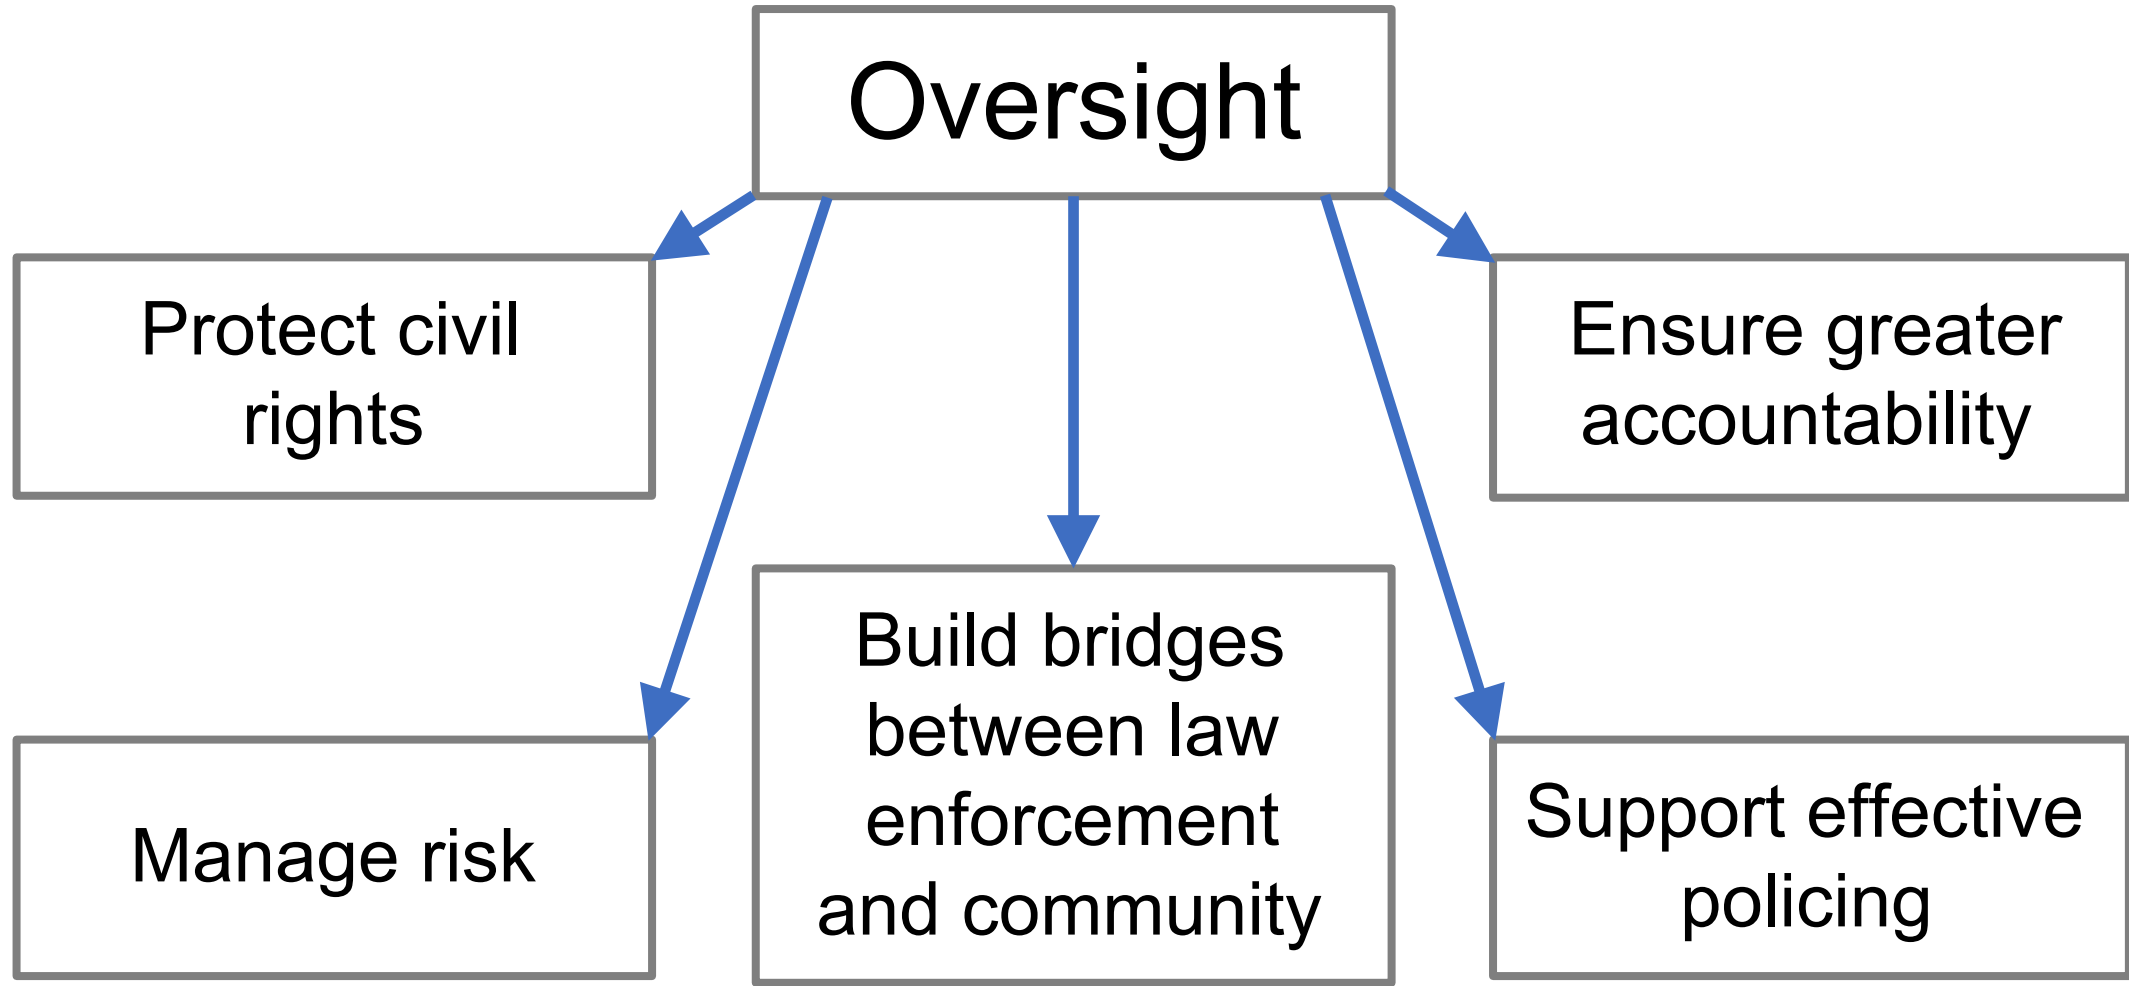 Oversight
Protect civil
rights
Ensure greater
accountability
Manage risk
Build bridges
between law
enforcement
and community
Support effective
policing